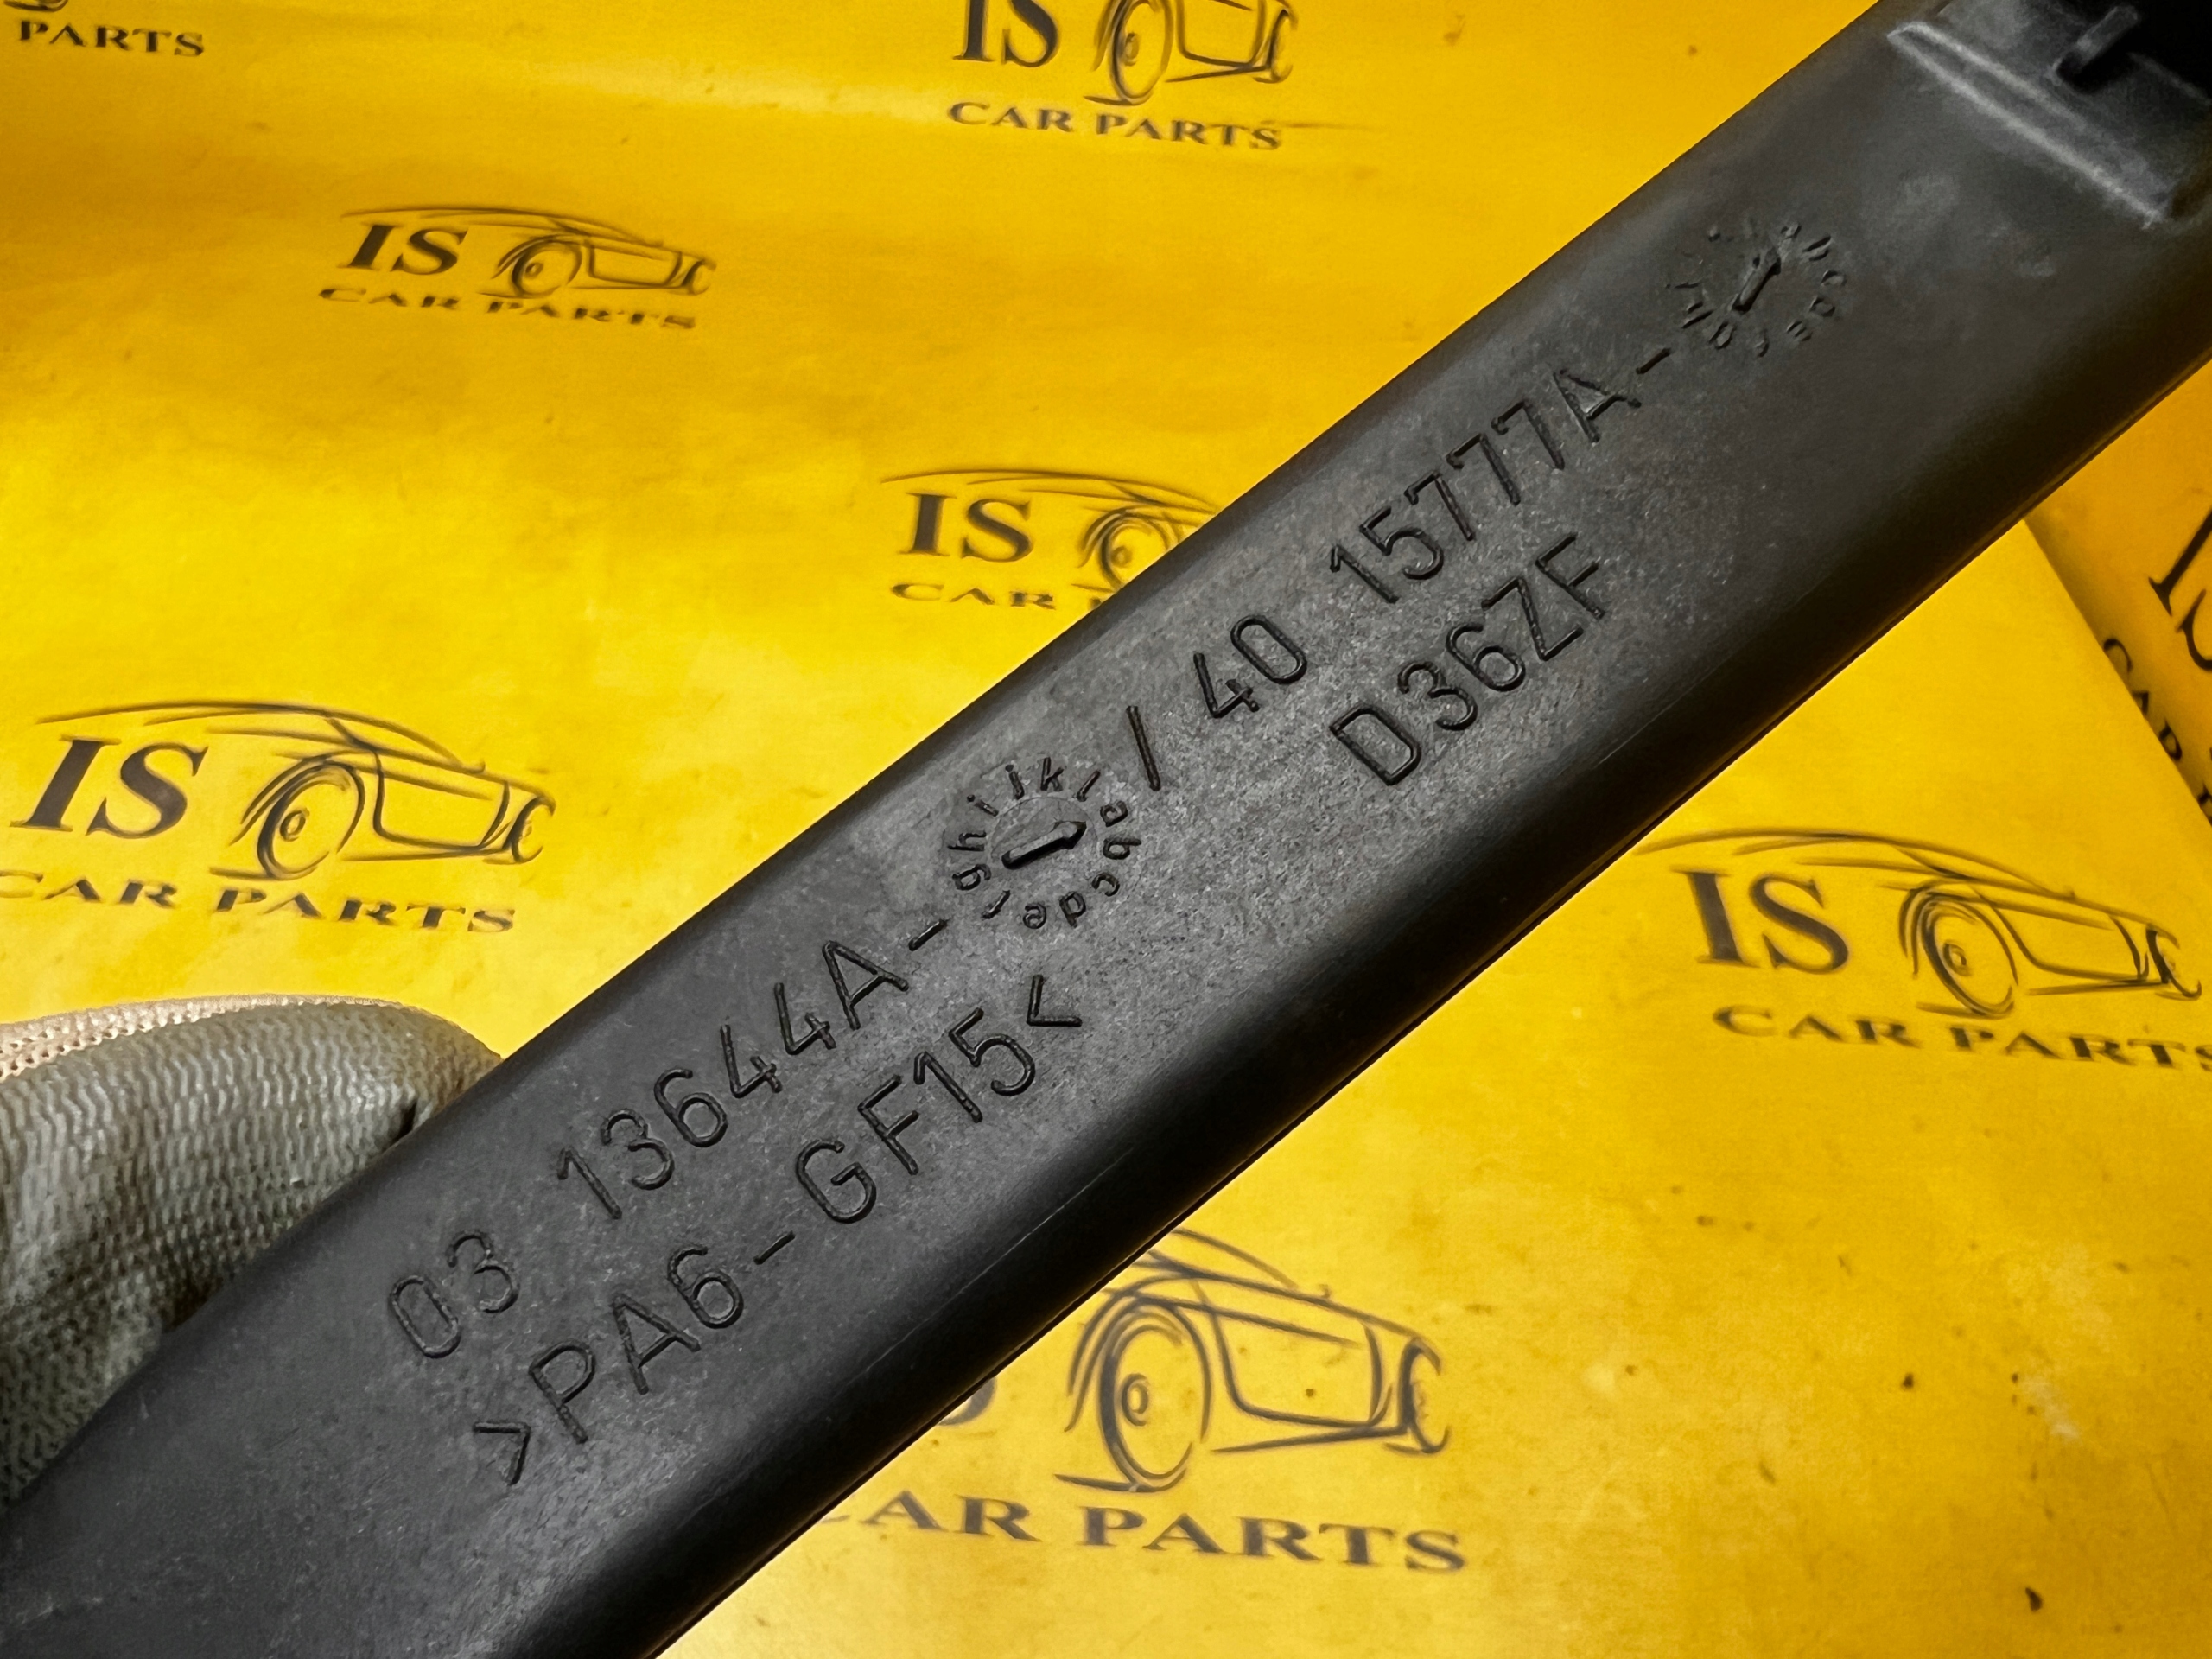 PARTS
IS
CAR PARTS
IS
CAR PARTS
IS
CAR
IS
CAR PARTS
IS
CAR PARTS
CAR PARTS
03 13644A- / 40 15777A-
>PA6-GF15<
D36ZF
a b c d e f g h i j k l